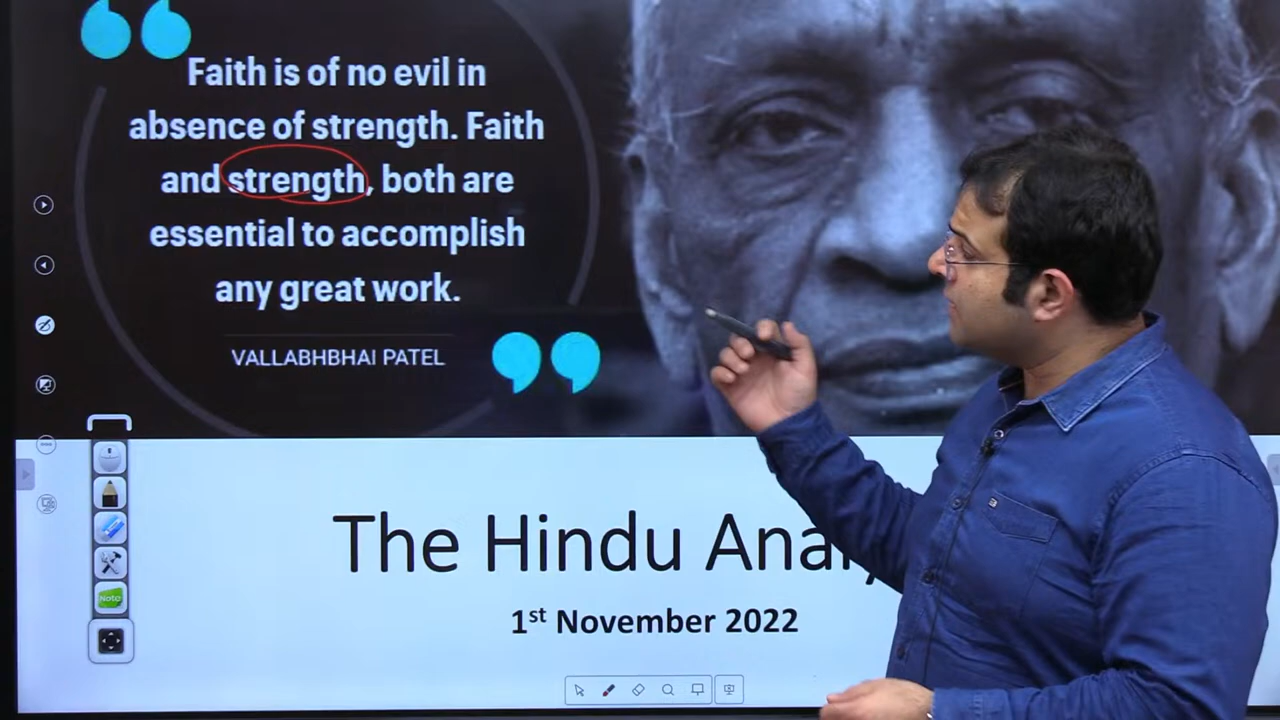 Faith is of no evil in
absence of strength. Faith
and strength, both are
essential to accomplish
any great work.
VALLABHBHAI PATEL
The Hindu
1st November 2022
Note